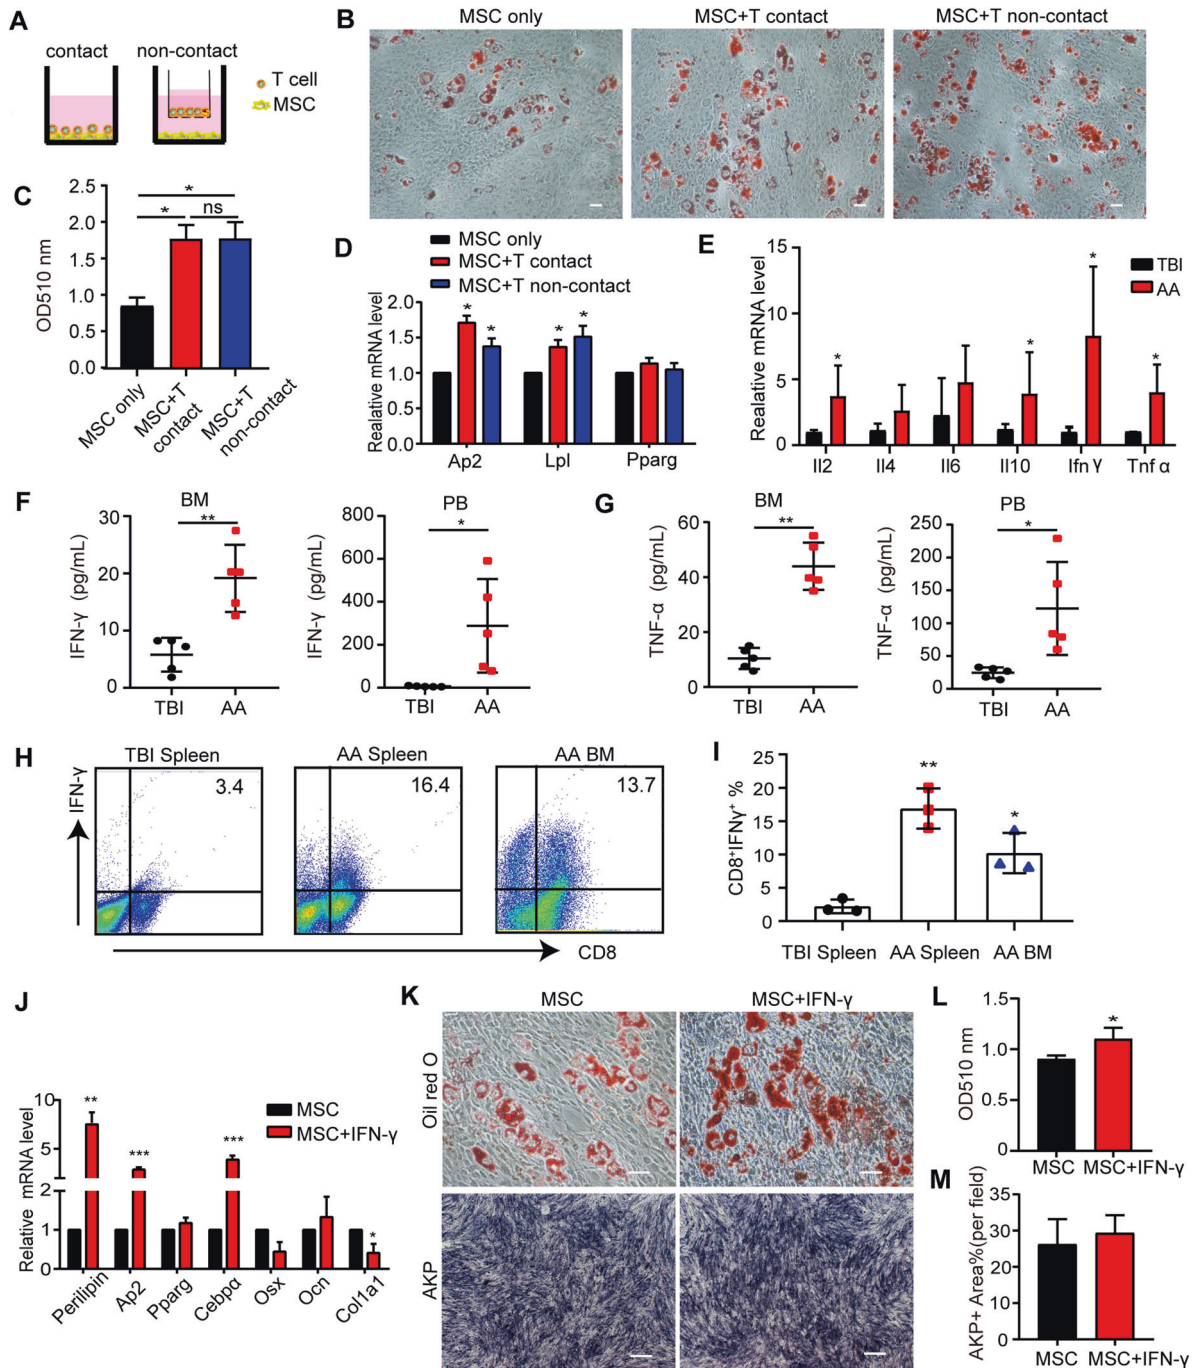 A
contact
non-contact
T cell
MSC
B
MSC only
MSC+T contact
MSC+T non-contact
C
OD510 nm
2.5
2.0
1.5
1.0
0.5
0.0
*
*
ns
MSC only
MSC+T
contact
MSC+T
non-contact
D
MSC only
MSC+T contact
MSC+T non-contact
Realative mRNA level
2.0
1.5
1.0
0.5
0.0
*
*
*
*
Ap2
Lpl
Pparg
E
TBI
AA
Realative mRNA level
15
10
5
0
*
*
*
*
Il2
Il4
Il6
Il10
Ifn γ
Tnf α
F
BM
IFN-γ (pg/mL)
30
20
10
0
**
TBI
AA
PB
IFN-γ (pg/mL)
800
600
400
200
0
*
TBI
AA
G
BM
TNF-α (pg/mL)
60
40
20
0
**
TBI
AA
PB
TNF-α (pg/mL)
250
200
150
100
50
0
*
TBI
AA
H
TBI Spleen
AA Spleen
AA BM
IFN-γ
3.4
16.4
13.7
CD8
I
CD8⁺IFNγ⁺ %
25
20
15
10
5
0
**
*
TBI Spleen
AA Spleen
AA BM
J
MSC
MSC+IFN-γ
Relative mRNA level
10
5
2
1
0
**
***
***
*
Perilipin
Ap2
Pparg
Cebpα
Osx
Ocn
Col1a1
K
MSC
MSC+IFN-γ
Oil red O
AKP
L
OD510 nm
1.5
1.0
0.5
0
*
MSC
MSC+IFN-γ
M
AKP+ Area%(per field)
35
30
20
10
0
MSC
MSC+IFN-γ